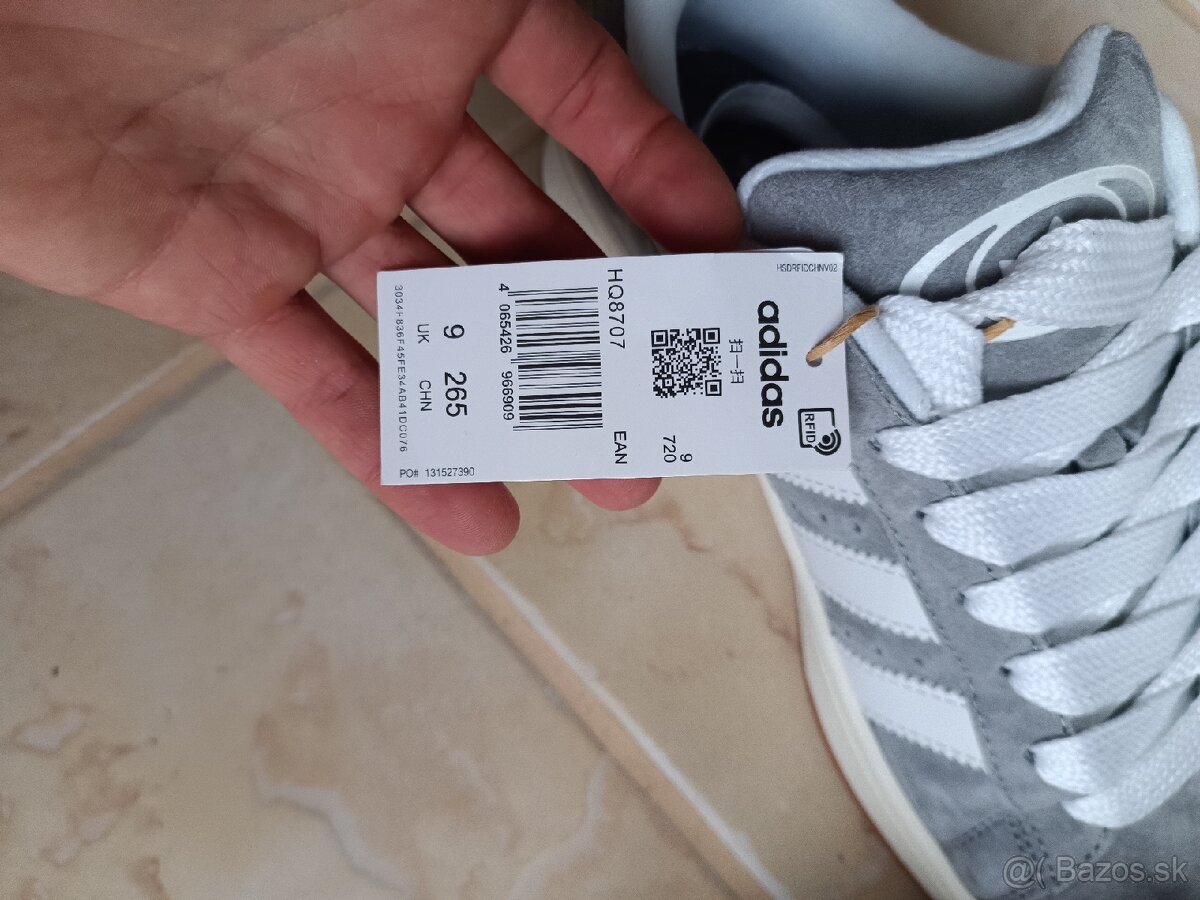 HSDRFIDCHNV02
RFID
adidas
扫一扫
9
720
HQ8707
EAN
4 065426 966909
9 265
UK CHN
PO# 131527390
@( Bazos.sk